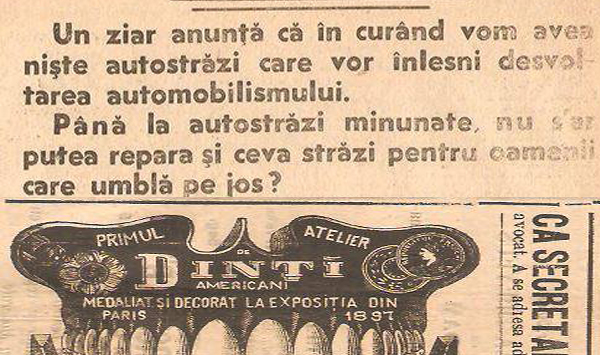 Un ziar anunță că în curând vom avea
niște autostrăzi care vor înlesni desvol-
tarea automobilismului.
Până la autostrăzi minunate, nu s'ar
putea repara și ceva străzi pentru oamenii
care umblă pe jos?
PRIMUL ATELIER
DE
DINȚI
AMERICANI
MEDALIAT ȘI DECORAT LA EXPOSIȚIA DIN
PARIS 1897
CA SECRETA
avocat. A se adresa